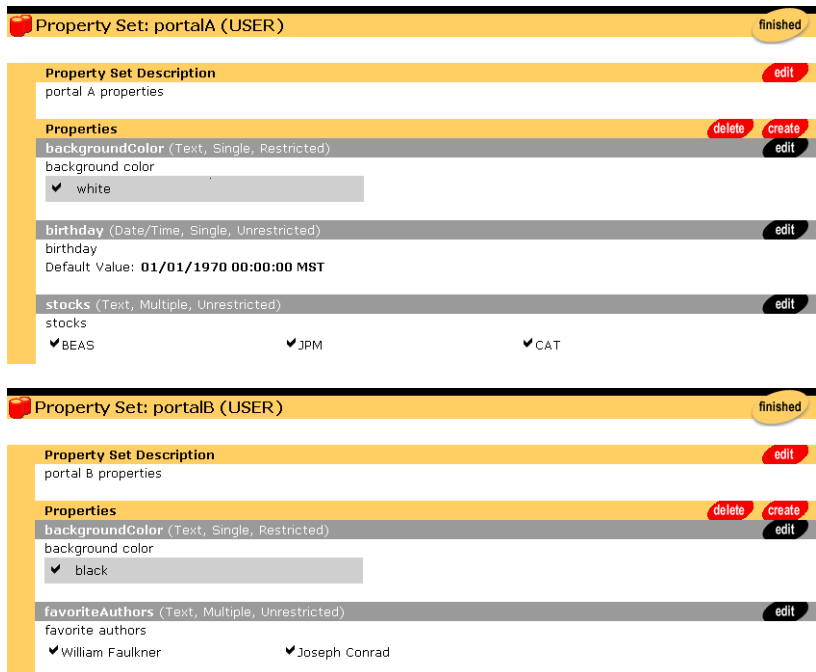 Property Set: portalA (USER) finished
Property Set Description edit
portal A properties
Properties delete create
backgroundColor (Text, Single, Restricted) edit
background color
white
birthday (Date/Time, Single, Unrestricted) edit
birthday
Default Value: 01/01/1970 00:00:00 MST
stocks (Text, Multiple, Unrestricted) edit
stocks
BEAS JPM CAT
Property Set: portalB (USER) finished
Property Set Description edit
portal B properties
Properties delete create
backgroundColor (Text, Single, Restricted) edit
background color
black
favoriteAuthors (Text, Multiple, Unrestricted) edit
favorite authors
William Faulkner Joseph Conrad